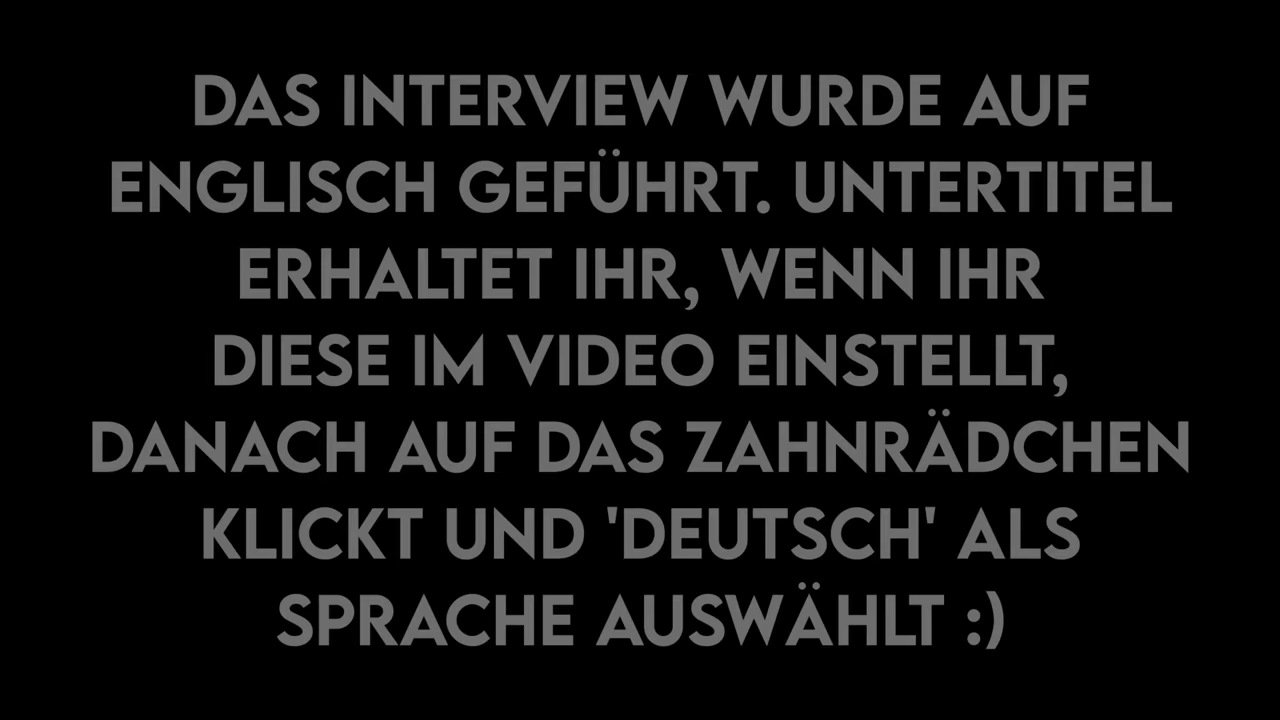 DAS INTERVIEW WURDE AUF
ENGLISCH GEFÜHRT. UNTERTITEL
ERHALTET IHR, WENN IHR
DIESE IM VIDEO EINSTELLT,
DANACH AUF DAS ZAHNRÄDCHEN
KLICKT UND 'DEUTSCH' ALS
SPRACHE AUSWÄHLT :)